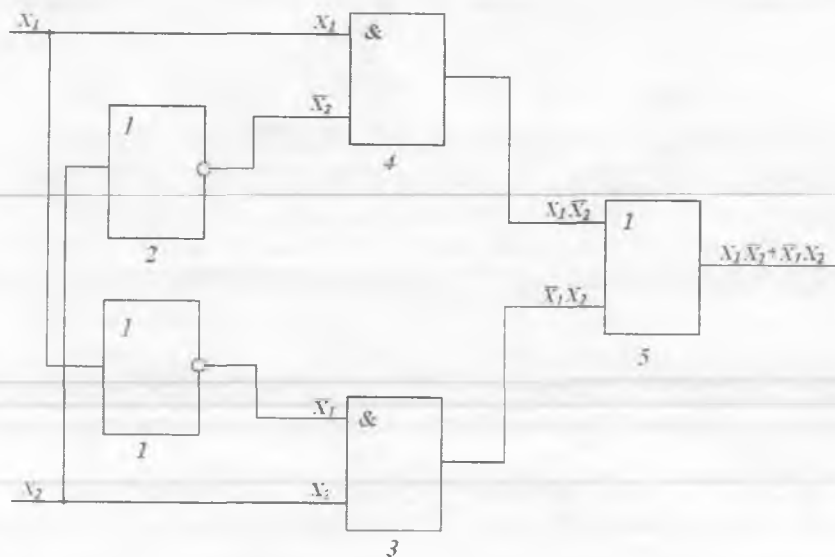 X₁ X₁ &
X̅₂
1
4
2
X₁X̅₂ 1
X₁X̅₂+X̅₁X₂
X̅₁X₂
1
5
X̅₁ &
1
X₂ X₂
3